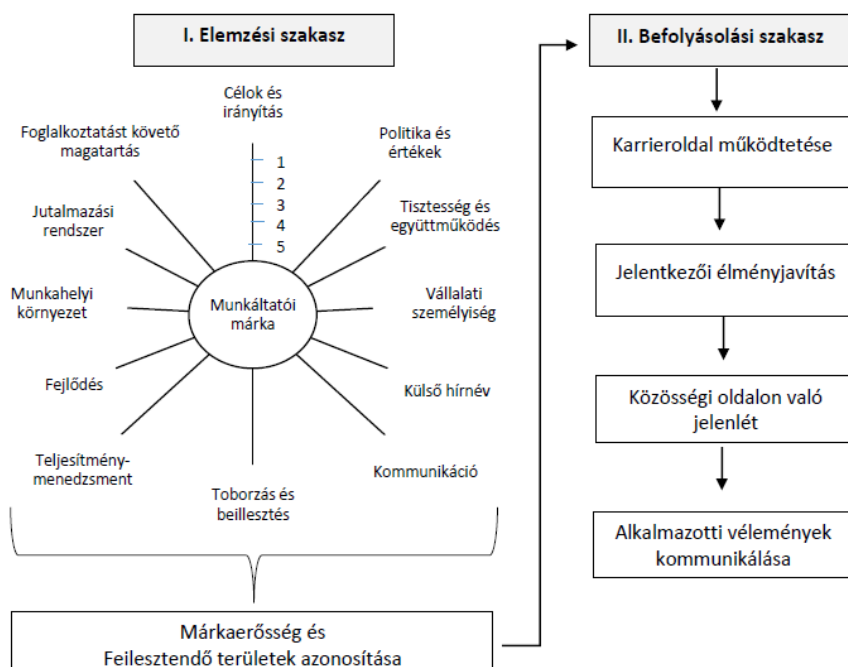 I. Elemzési szakasz
Célok és
irányítás
Politika és
értékek
Tisztesség és
együttműködés
Vállalati
személyiség
Külső hírnév
Kommunikáció
Toborzás és
beillesztés
Teljesítmény-
menedzsment
Fejlődés
Munkahelyi
környezet
Jutalmazási
rendszer
Foglalkoztatást követő
magatartás
1
2
3
4
5
Munkáltatói
márka
Márkaerősség és
Fejlesztendő területek azonosítása
II. Befolyásolási szakasz
Karrieroldal működtetése
Jelentkezői élményjavítás
Közösségi oldalon való
jelenlét
Alkalmazotti vélemények
kommunikálása